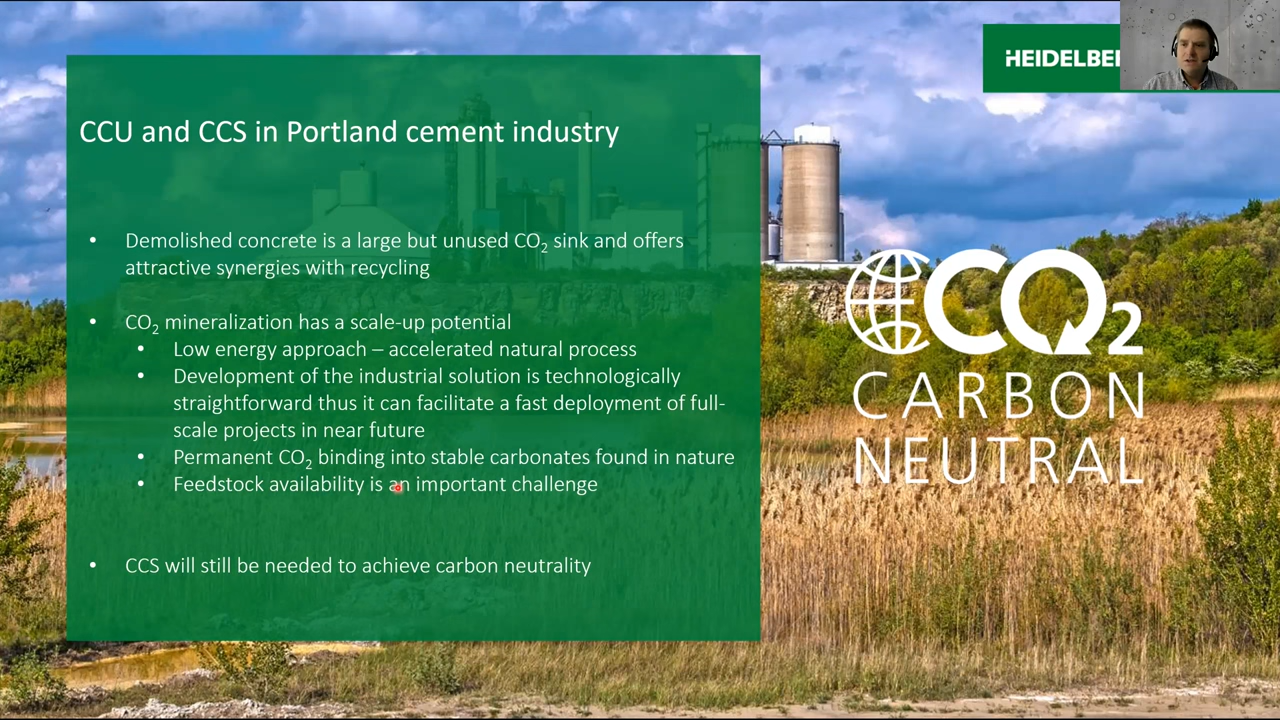 HEIDELBE
CCU and CCS in Portland cement industry
• Demolished concrete is a large but unused CO₂ sink and offers
attractive synergies with recycling
• CO₂ mineralization has a scale-up potential
• Low energy approach – accelerated natural process
• Development of the industrial solution is technologically
straightforward thus it can facilitate a fast deployment of full-
scale projects in near future
• Permanent CO₂ binding into stable carbonates found in nature
• Feedstock availability is an important challenge
• CCS will still be needed to achieve carbon neutrality
CO₂
CARBON
NEUTRAL